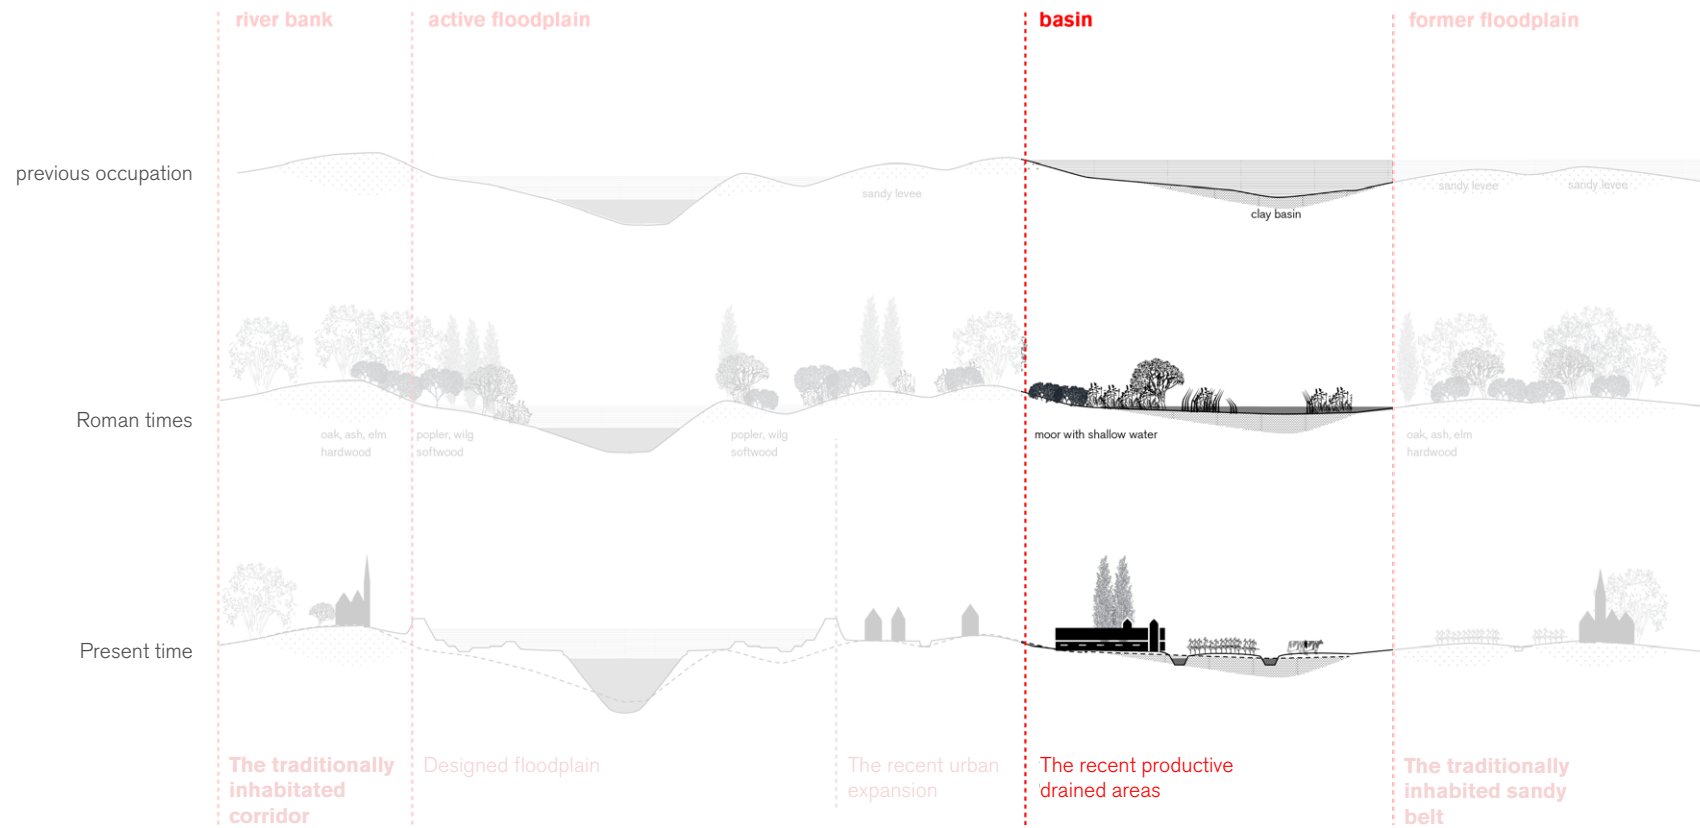 river bank
active floodplain
basin
former floodplain
previous occupation
sandy levee
clay basin
sandy levee
sandy levee
Roman times
oak, ash, elm
hardwood
popler, wilg
softwood
popler, wilg
softwood
moor with shallow water
oak, ash, elm
hardwood
Present time
The traditionally
inhabitated
corridor
Designed floodplain
The recent urban
expansion
The recent productive
drained areas
The traditionally
inhabited sandy
belt